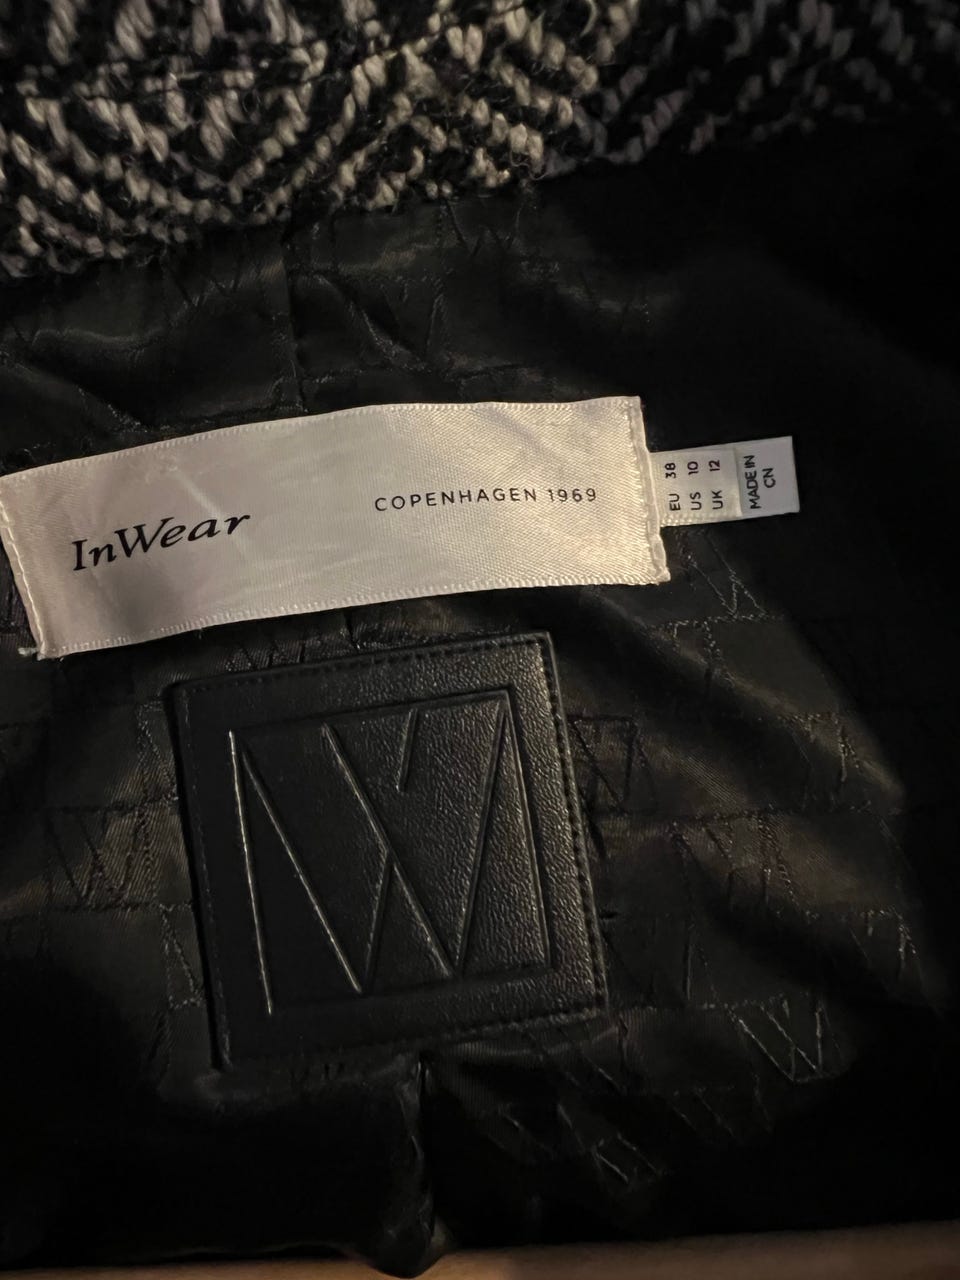 InWear
COPENHAGEN 1969
EU 38
US 10
UK 12
MADE IN
CN